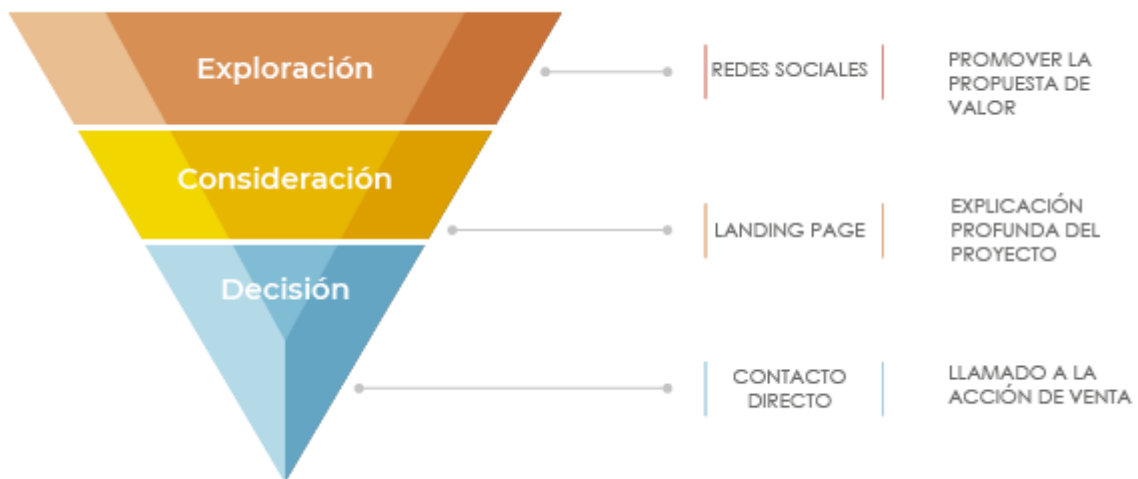 Exploración
REDES SOCIALES
PROMOVER LA
PROPUESTA DE
VALOR
Consideración
LANDING PAGE
EXPLICACIÓN
PROFUNDA DEL
PROYECTO
Decisión
CONTACTO
DIRECTO
LLAMADO A LA
ACCIÓN DE VENTA